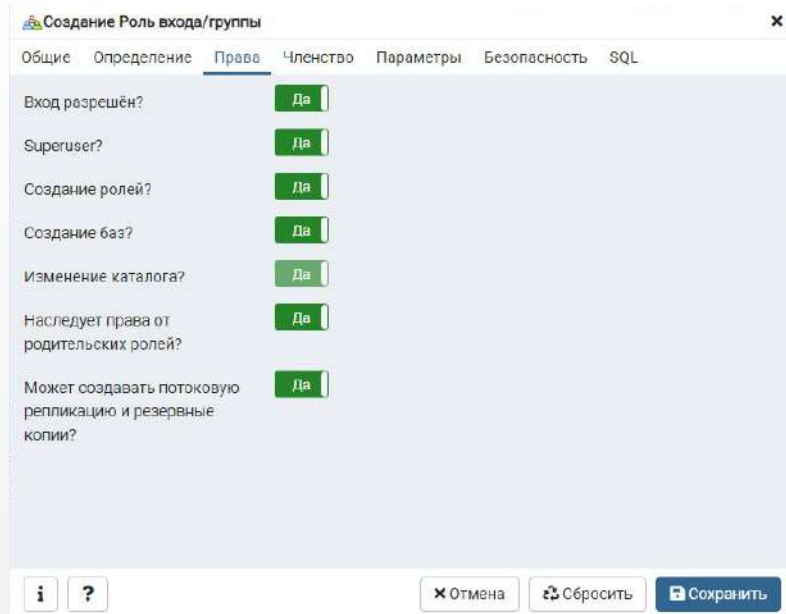 Создание Роль входа/группы
Общие Определение Права Членство Параметры Безопасность SQL
Вход разрешён? Да
Superuser? Да
Создание ролей? Да
Создание баз? Да
Изменение каталога? Да
Наследует права от Да
родительских ролей?
Может создавать потоковую Да
репликацию и резервные
копии?
i ? Отмена Сбросить Сохранить